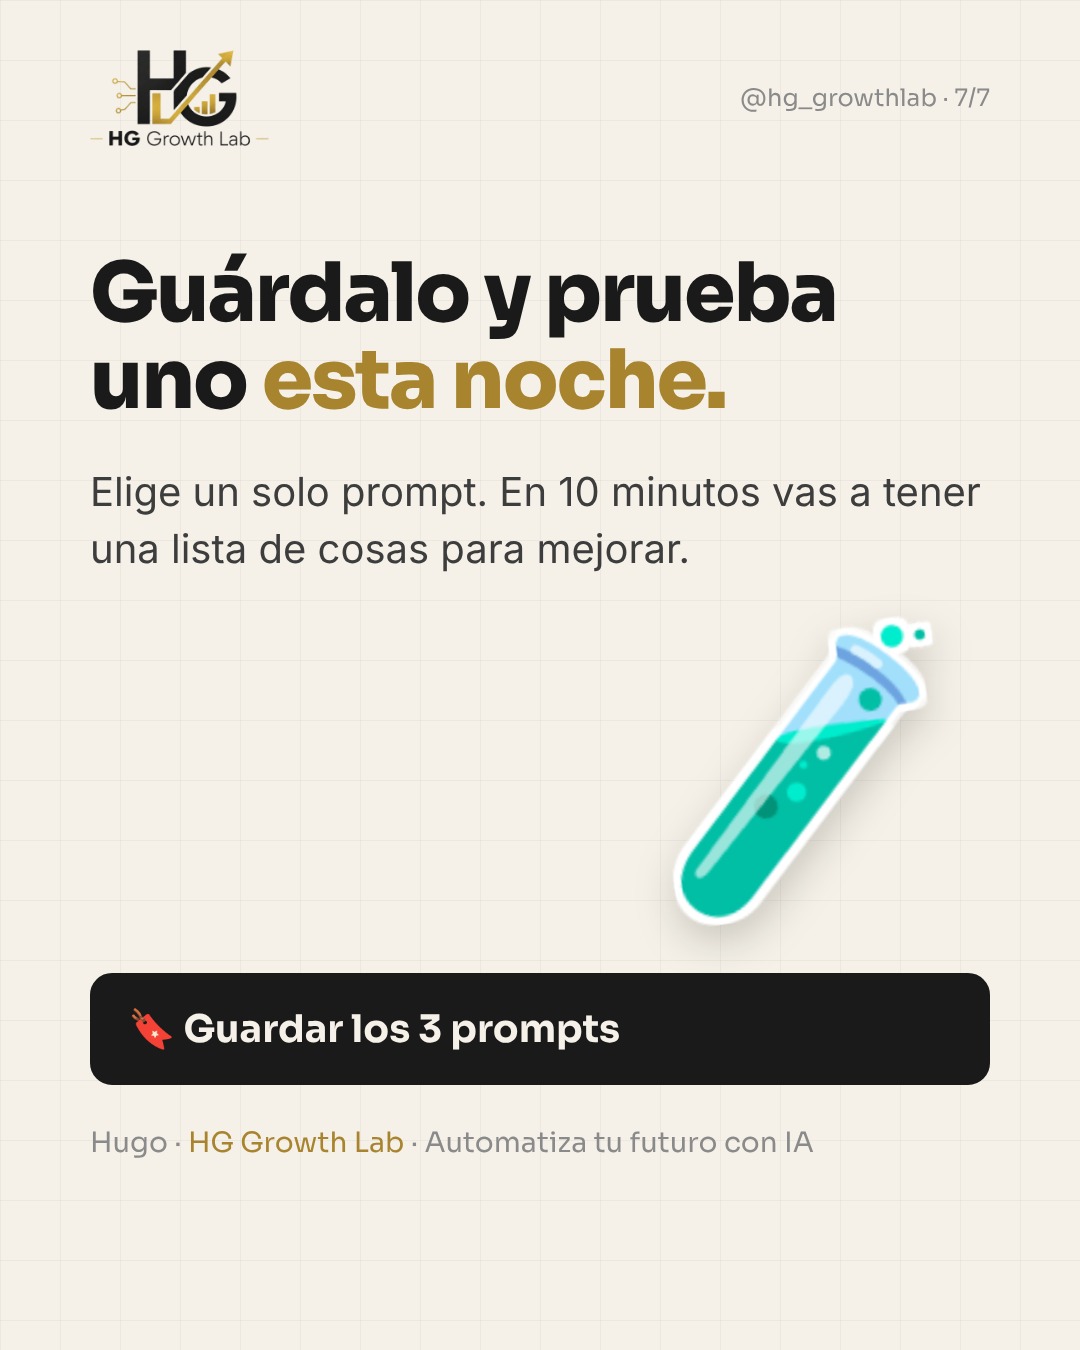 HG
HG Growth Lab
@hg_growthlab · 7/7
Guárdalo y prueba
uno esta noche.
Elige un solo prompt. En 10 minutos vas a tener
una lista de cosas para mejorar.
Guardar los 3 prompts
Hugo · HG Growth Lab · Automatiza tu futuro con IA